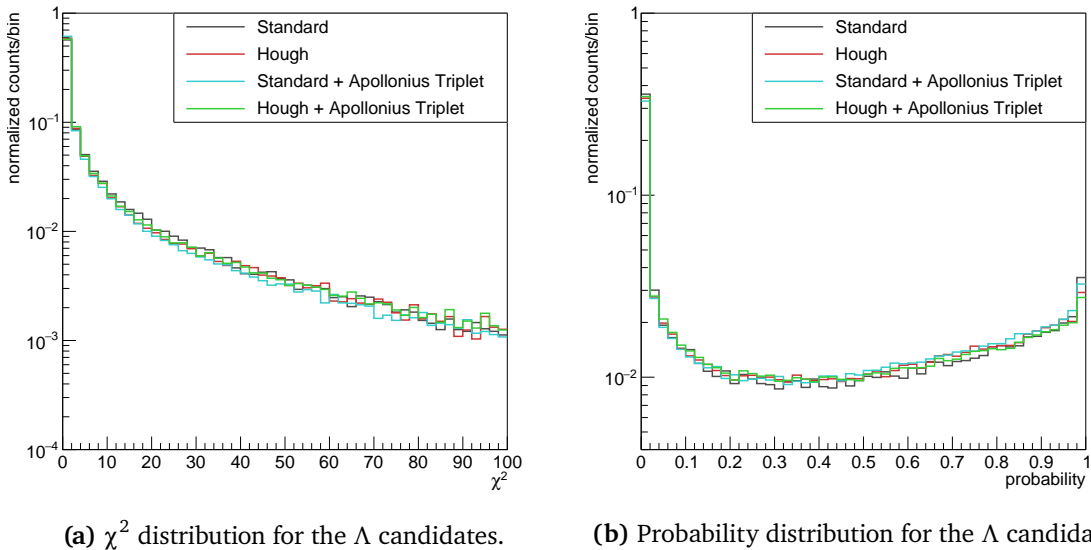 normalized counts/bin
1
10⁻¹
10⁻²
10⁻³
10⁻⁴
Standard
Hough
Standard + Apollonius Triplet
Hough + Apollonius Triplet
0 10 20 30 40 50 60 70 80 90 100
χ²
(a) χ² distribution for the Λ candidates.
normalized counts/bin
1
10⁻¹
10⁻²
Standard
Hough
Standard + Apollonius Triplet
Hough + Apollonius Triplet
0 0.1 0.2 0.3 0.4 0.5 0.6 0.7 0.8 0.9 1
probability
(b) Probability distribution for the Λ candida